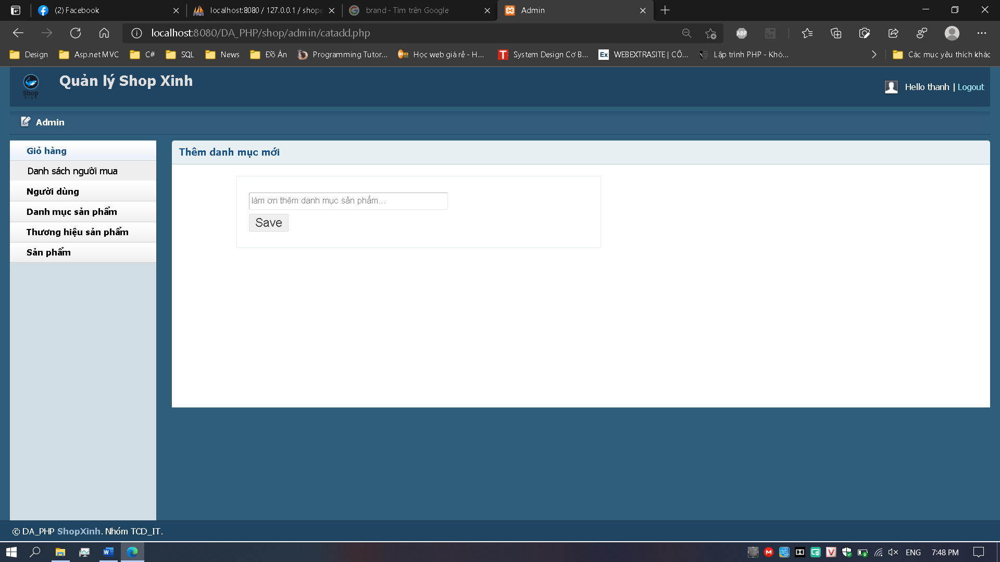 (2) Facebook
localhost:8080 / 127.0.0.1 / shope
brand - Tìm trên Google
Admin
localhost:8080/DA_PHP/shop/admin/catadd.php
ABP
Se
Design
Asp.net MVC
C#
SQL
News
Đồ Án
Programming Tutor...
Học web giá rẻ - H...
System Design Cơ B...
WEBEXTRASITE | CÔ...
Lập trình PHP - Khó...
Các mục yêu thích khác
Shop
Xinh
Quản lý Shop Xinh
Hello thanh | Logout
Admin
Giỏ hàng
Danh sách người mua
Người dùng
Danh mục sản phẩm
Thương hiệu sản phẩm
Sản phẩm
Thêm danh mục mới
làm ơn thêm danh mục sản phẩm...
Save
© DA_PHP ShopXinh. Nhóm TCD_IT.
ENG
7:48 PM